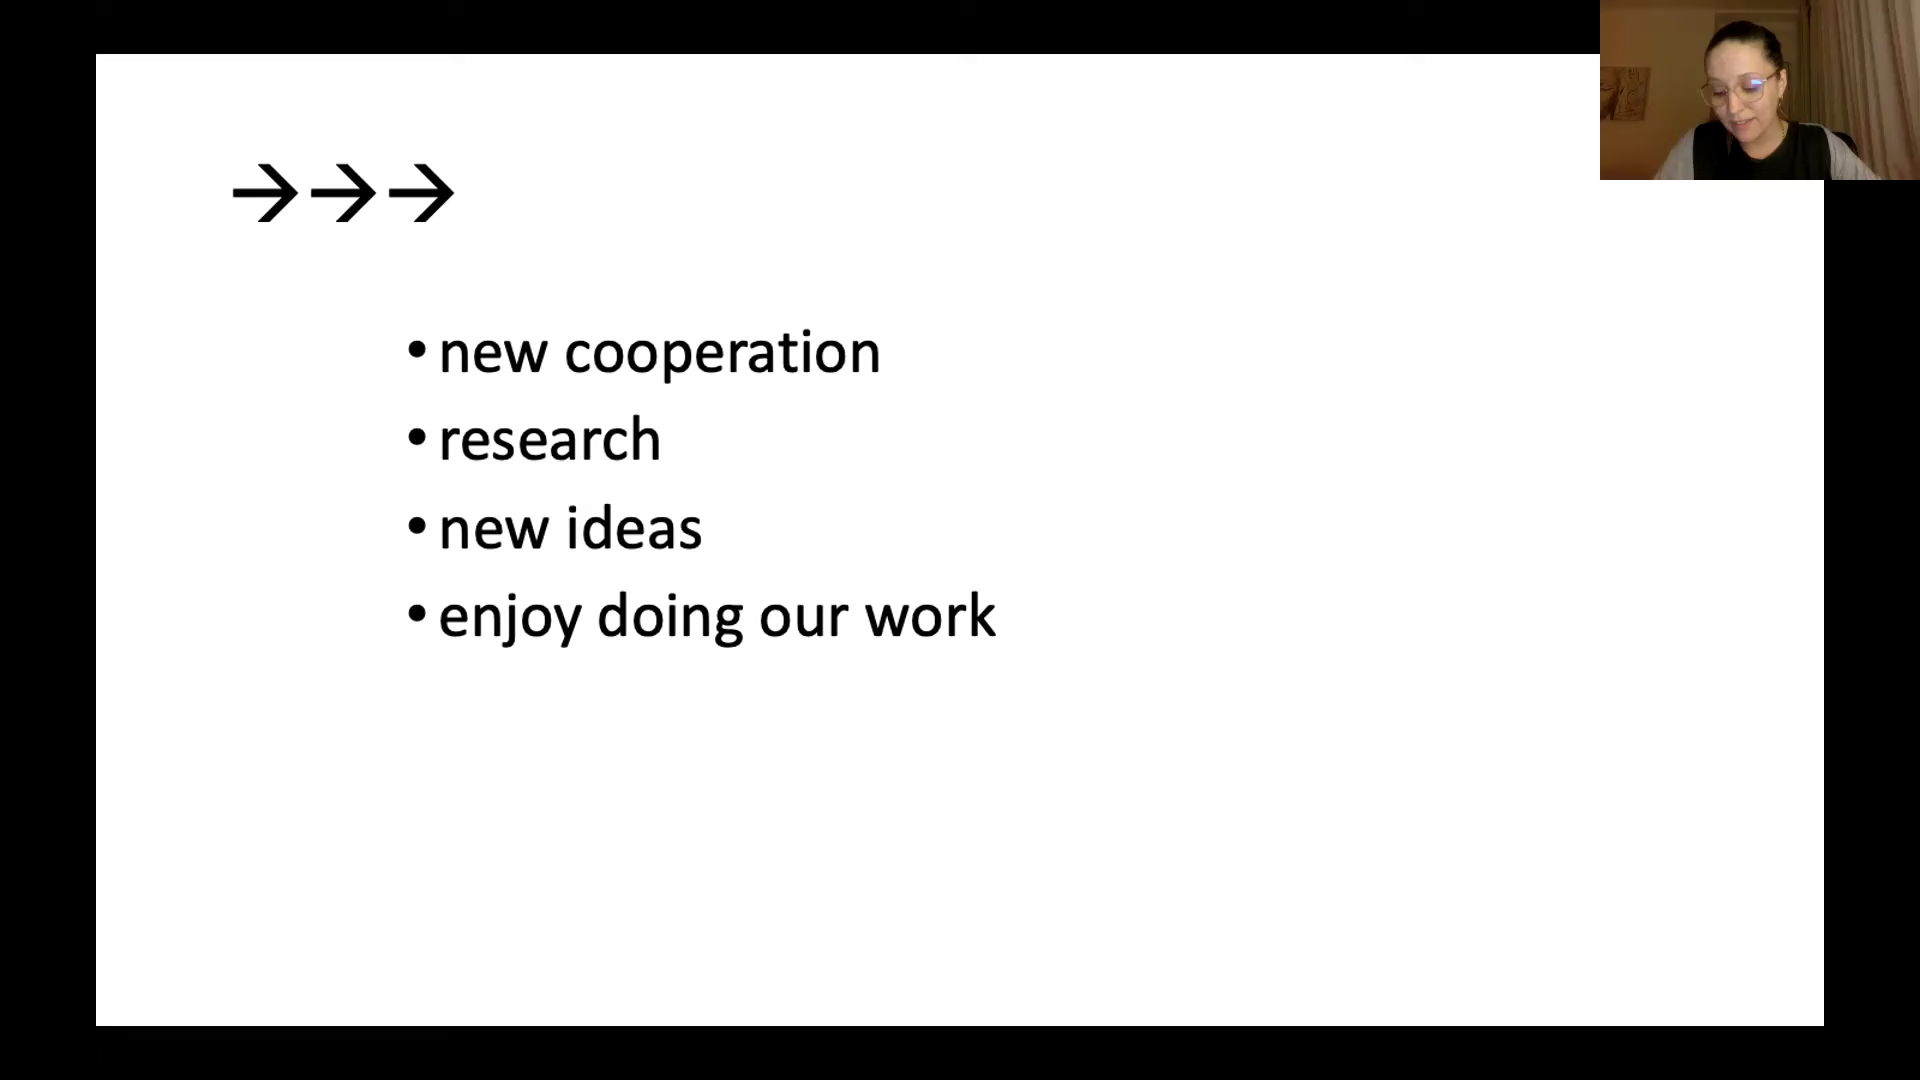 →→→
• new cooperation
• research
• new ideas
• enjoy doing our work